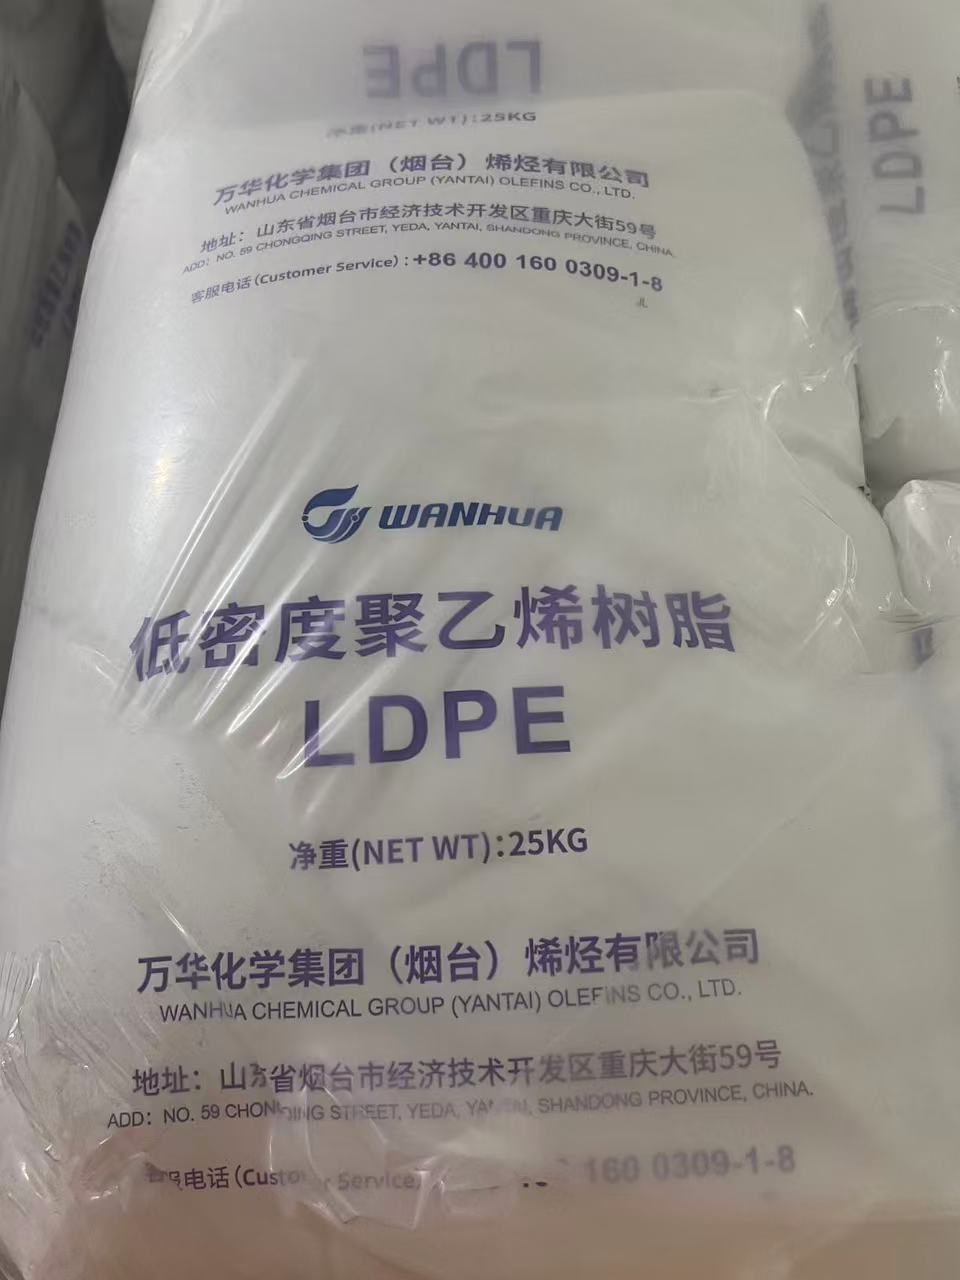 LDPE
净重(NET WT):25KG
万华化学集团（烟台）烯烃有限公司
WANHUA CHEMICAL GROUP (YANTAI) OLEFINS CO., LTD.
地址：山东省烟台市经济技术开发区重庆大街59号
ADD：NO. 59 CHONGQING STREET, YEDA, YANTAI, SHANDONG PROVINCE, CHINA.
客服电话(Customer Service)：+86 400 160 0309-1-8
JL
WANHUA
低密度聚乙烯树脂
LDPE
净重(NET WT):25KG
万华化学集团（烟台）烯烃有限公司
WANHUA CHEMICAL GROUP (YANTAI) OLEFINS CO., LTD.
地址：山东省烟台市经济技术开发区重庆大街59号
ADD：NO. 59 CHONGQING STREET, YEDA, YANTAI, SHANDONG PROVINCE, CHINA.
客服电话(Customer Service) 160 0309-1-8
LDPE